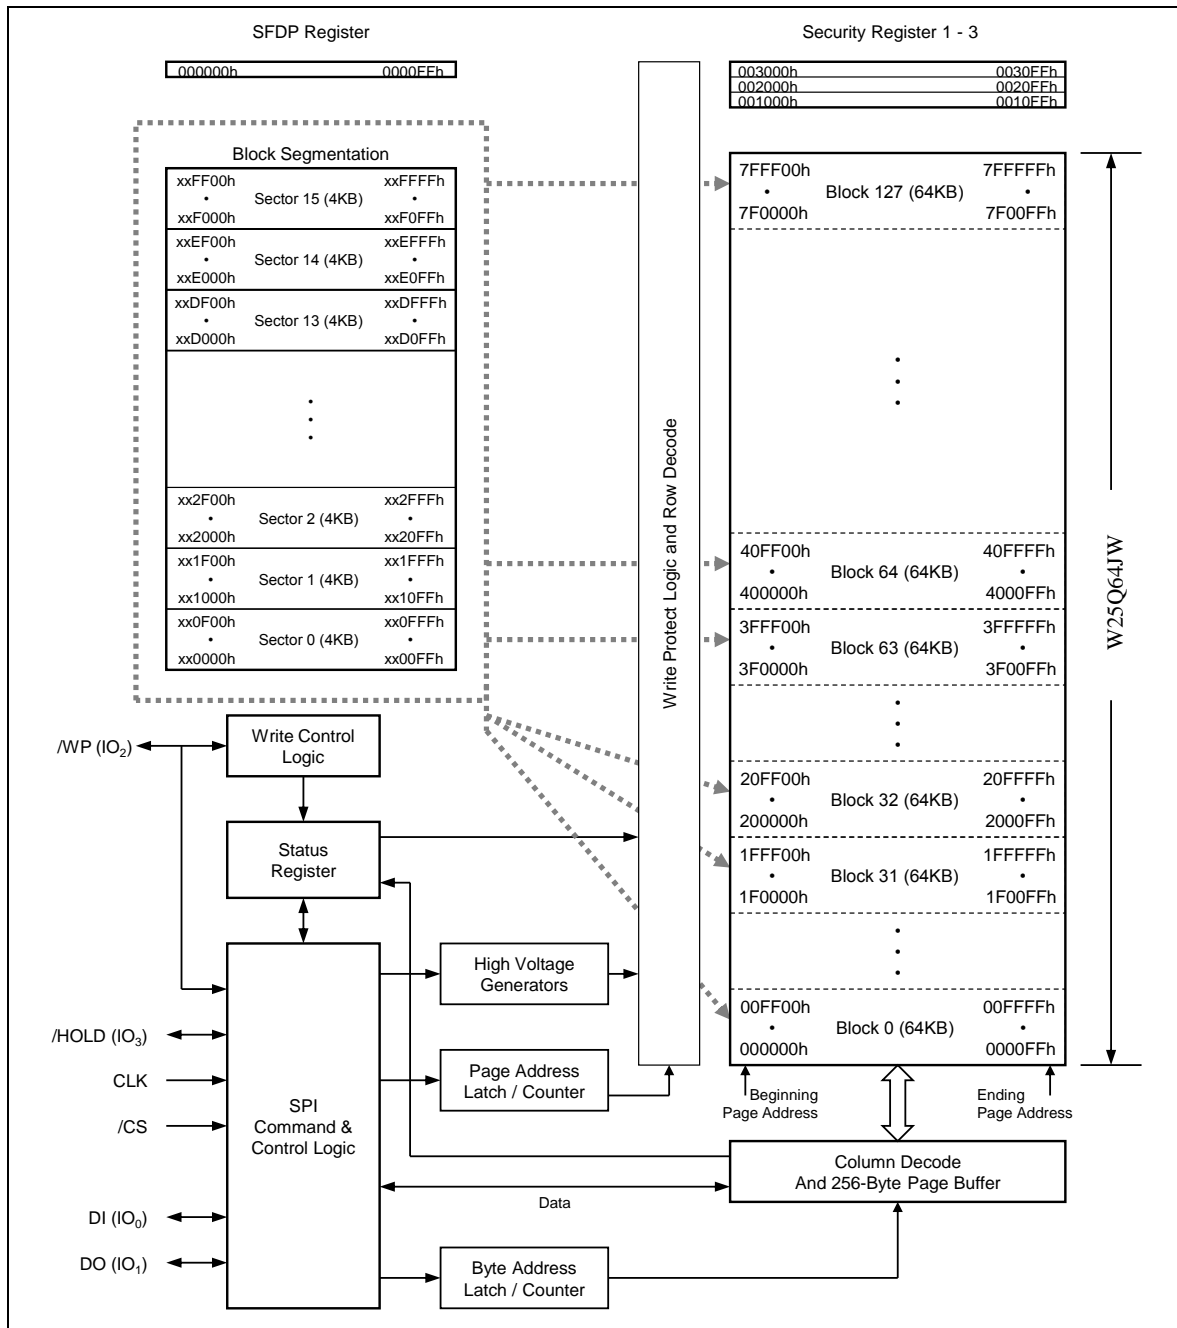 SFDP Register
000000h 0000FFh
Security Register 1 - 3
003000h 0030FFh
002000h 0020FFh
001000h 0010FFh
Block Segmentation
xxFF00h xxFFFFh
• Sector 15 (4KB) •
xxF000h xxF0FFh
xxEF00h xxEFFFh
• Sector 14 (4KB) •
xxE000h xxE0FFh
xxDF00h xxDFFFh
• Sector 13 (4KB) •
xxD000h xxD0FFh
xx2F00h xx2FFFh
• Sector 2 (4KB) •
xx2000h xx20FFh
xx1F00h xx1FFFh
• Sector 1 (4KB) •
xx1000h xx10FFh
xx0F00h xx0FFFh
• Sector 0 (4KB) •
xx0000h xx00FFh
Write Protect Logic and Row Decode
7FFF00h 7FFFFFh
• Block 127 (64KB) •
7F0000h 7F00FFh
40FF00h 40FFFFh
• Block 64 (64KB) •
400000h 4000FFh
3FFF00h 3FFFFFh
• Block 63 (64KB) •
3F0000h 3F00FFh
20FF00h 20FFFFh
• Block 32 (64KB) •
200000h 2000FFh
1FFF00h 1FFFFFh
• Block 31 (64KB) •
1F0000h 1F00FFh
00FF00h 00FFFFh
• Block 0 (64KB) •
000000h 0000FFh
W25Q64JW
Beginning
Page Address
Ending
Page Address
/WP (IO2)
Write Control
Logic
Status
Register
High Voltage
Generators
/HOLD (IO3)
CLK
/CS
DI (IO0)
DO (IO1)
SPI
Command &
Control Logic
Page Address
Latch / Counter
Column Decode
And 256-Byte Page Buffer
Data
Byte Address
Latch / Counter